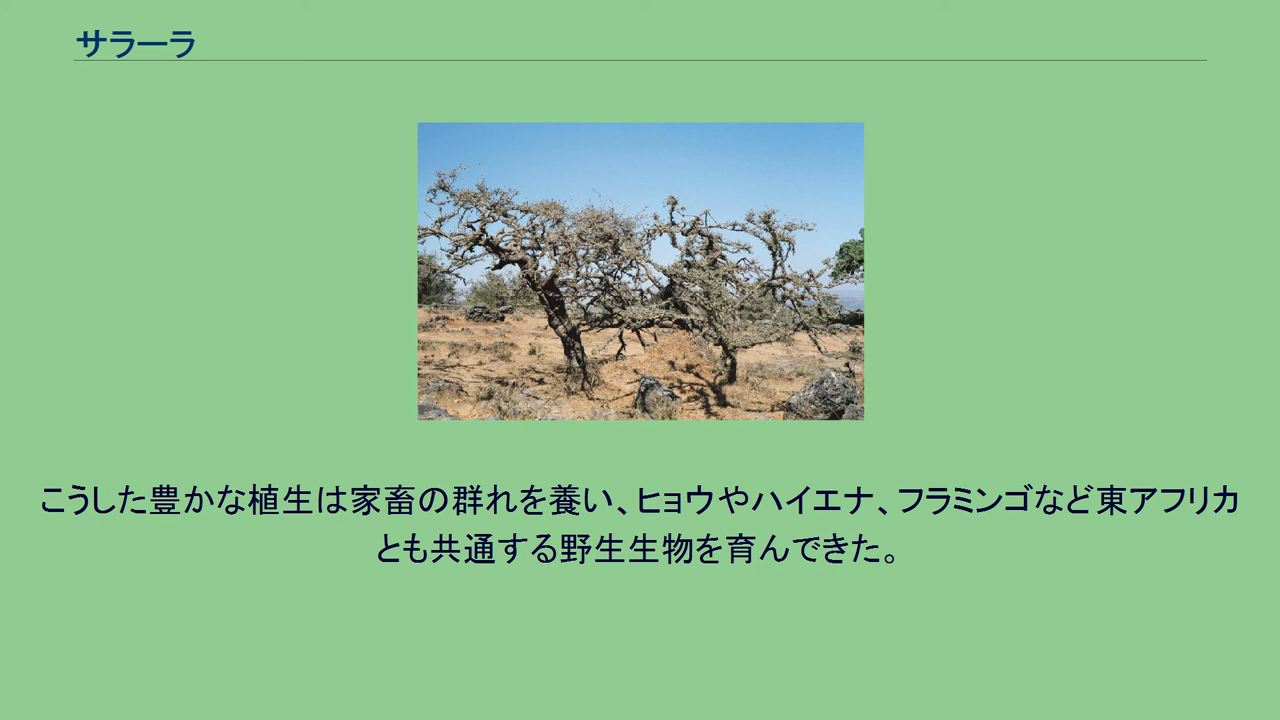 サラーラ
こうした豊かな植生は家畜の群れを養い、ヒョウやハイエナ、フラミンゴなど東アフリカ
とも共通する野生生物を育んできた。